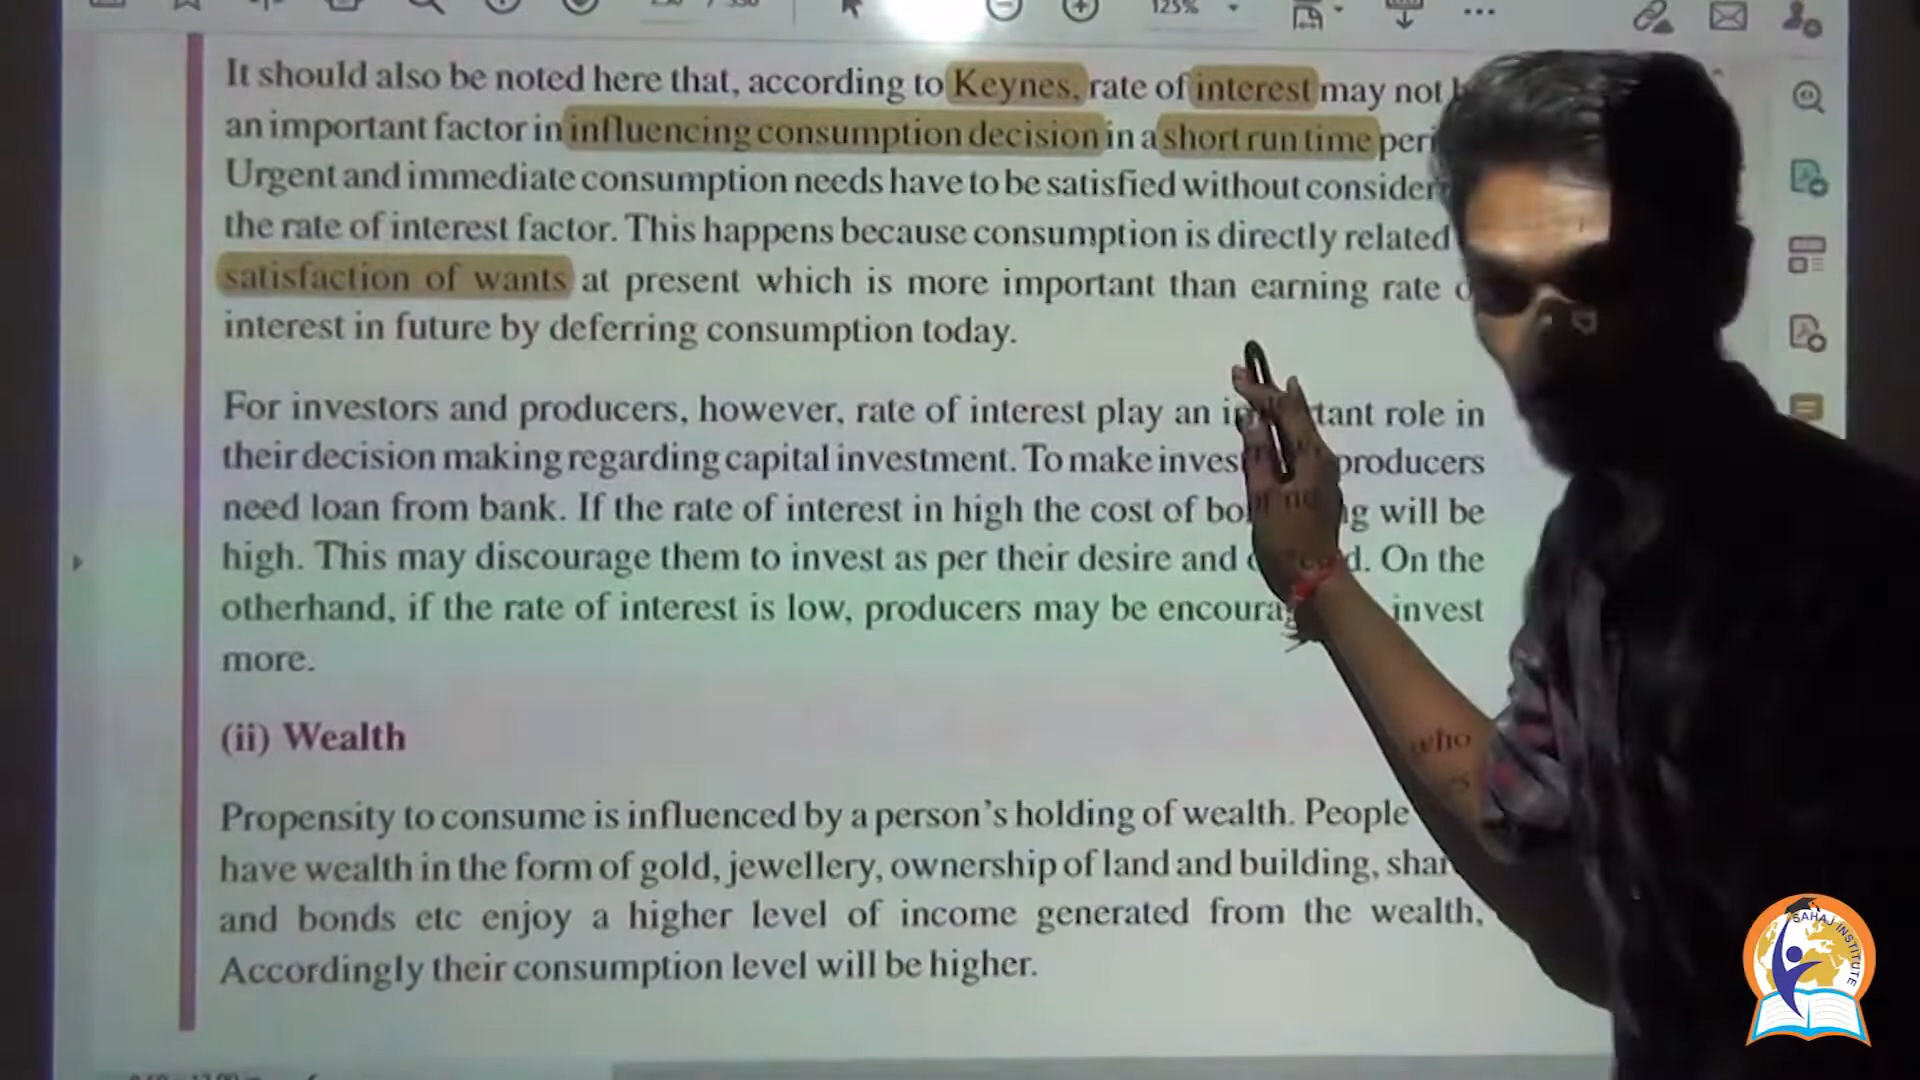 125%
It should also be noted here that, according to Keynes, rate of interest may not
an important factor in influencing consumption decision in a short run time
Urgent and immediate consumption needs have to be satisfied without
the rate of interest factor. This happens because consumption is directly related
satisfaction of wants at present which is more important than earning rate
interest in future by deferring consumption today.
For investors and producers, however, rate of interest play an role in
their decision making regarding capital investment. To make producers
need loan from bank. If the rate of interest in high the cost of will be
high. This may discourage them to invest as per their desire and On the
otherhand, if the rate of interest is low, producers may be invest
more.
(ii) Wealth
Propensity to consume is influenced by a person's holding of wealth. People who
have wealth in the form of gold, jewellery, ownership of land and building,
and bonds etc enjoy a higher level of income generated from the wealth,
Accordingly their consumption level will be higher.
SAHAJ INSTITUTE